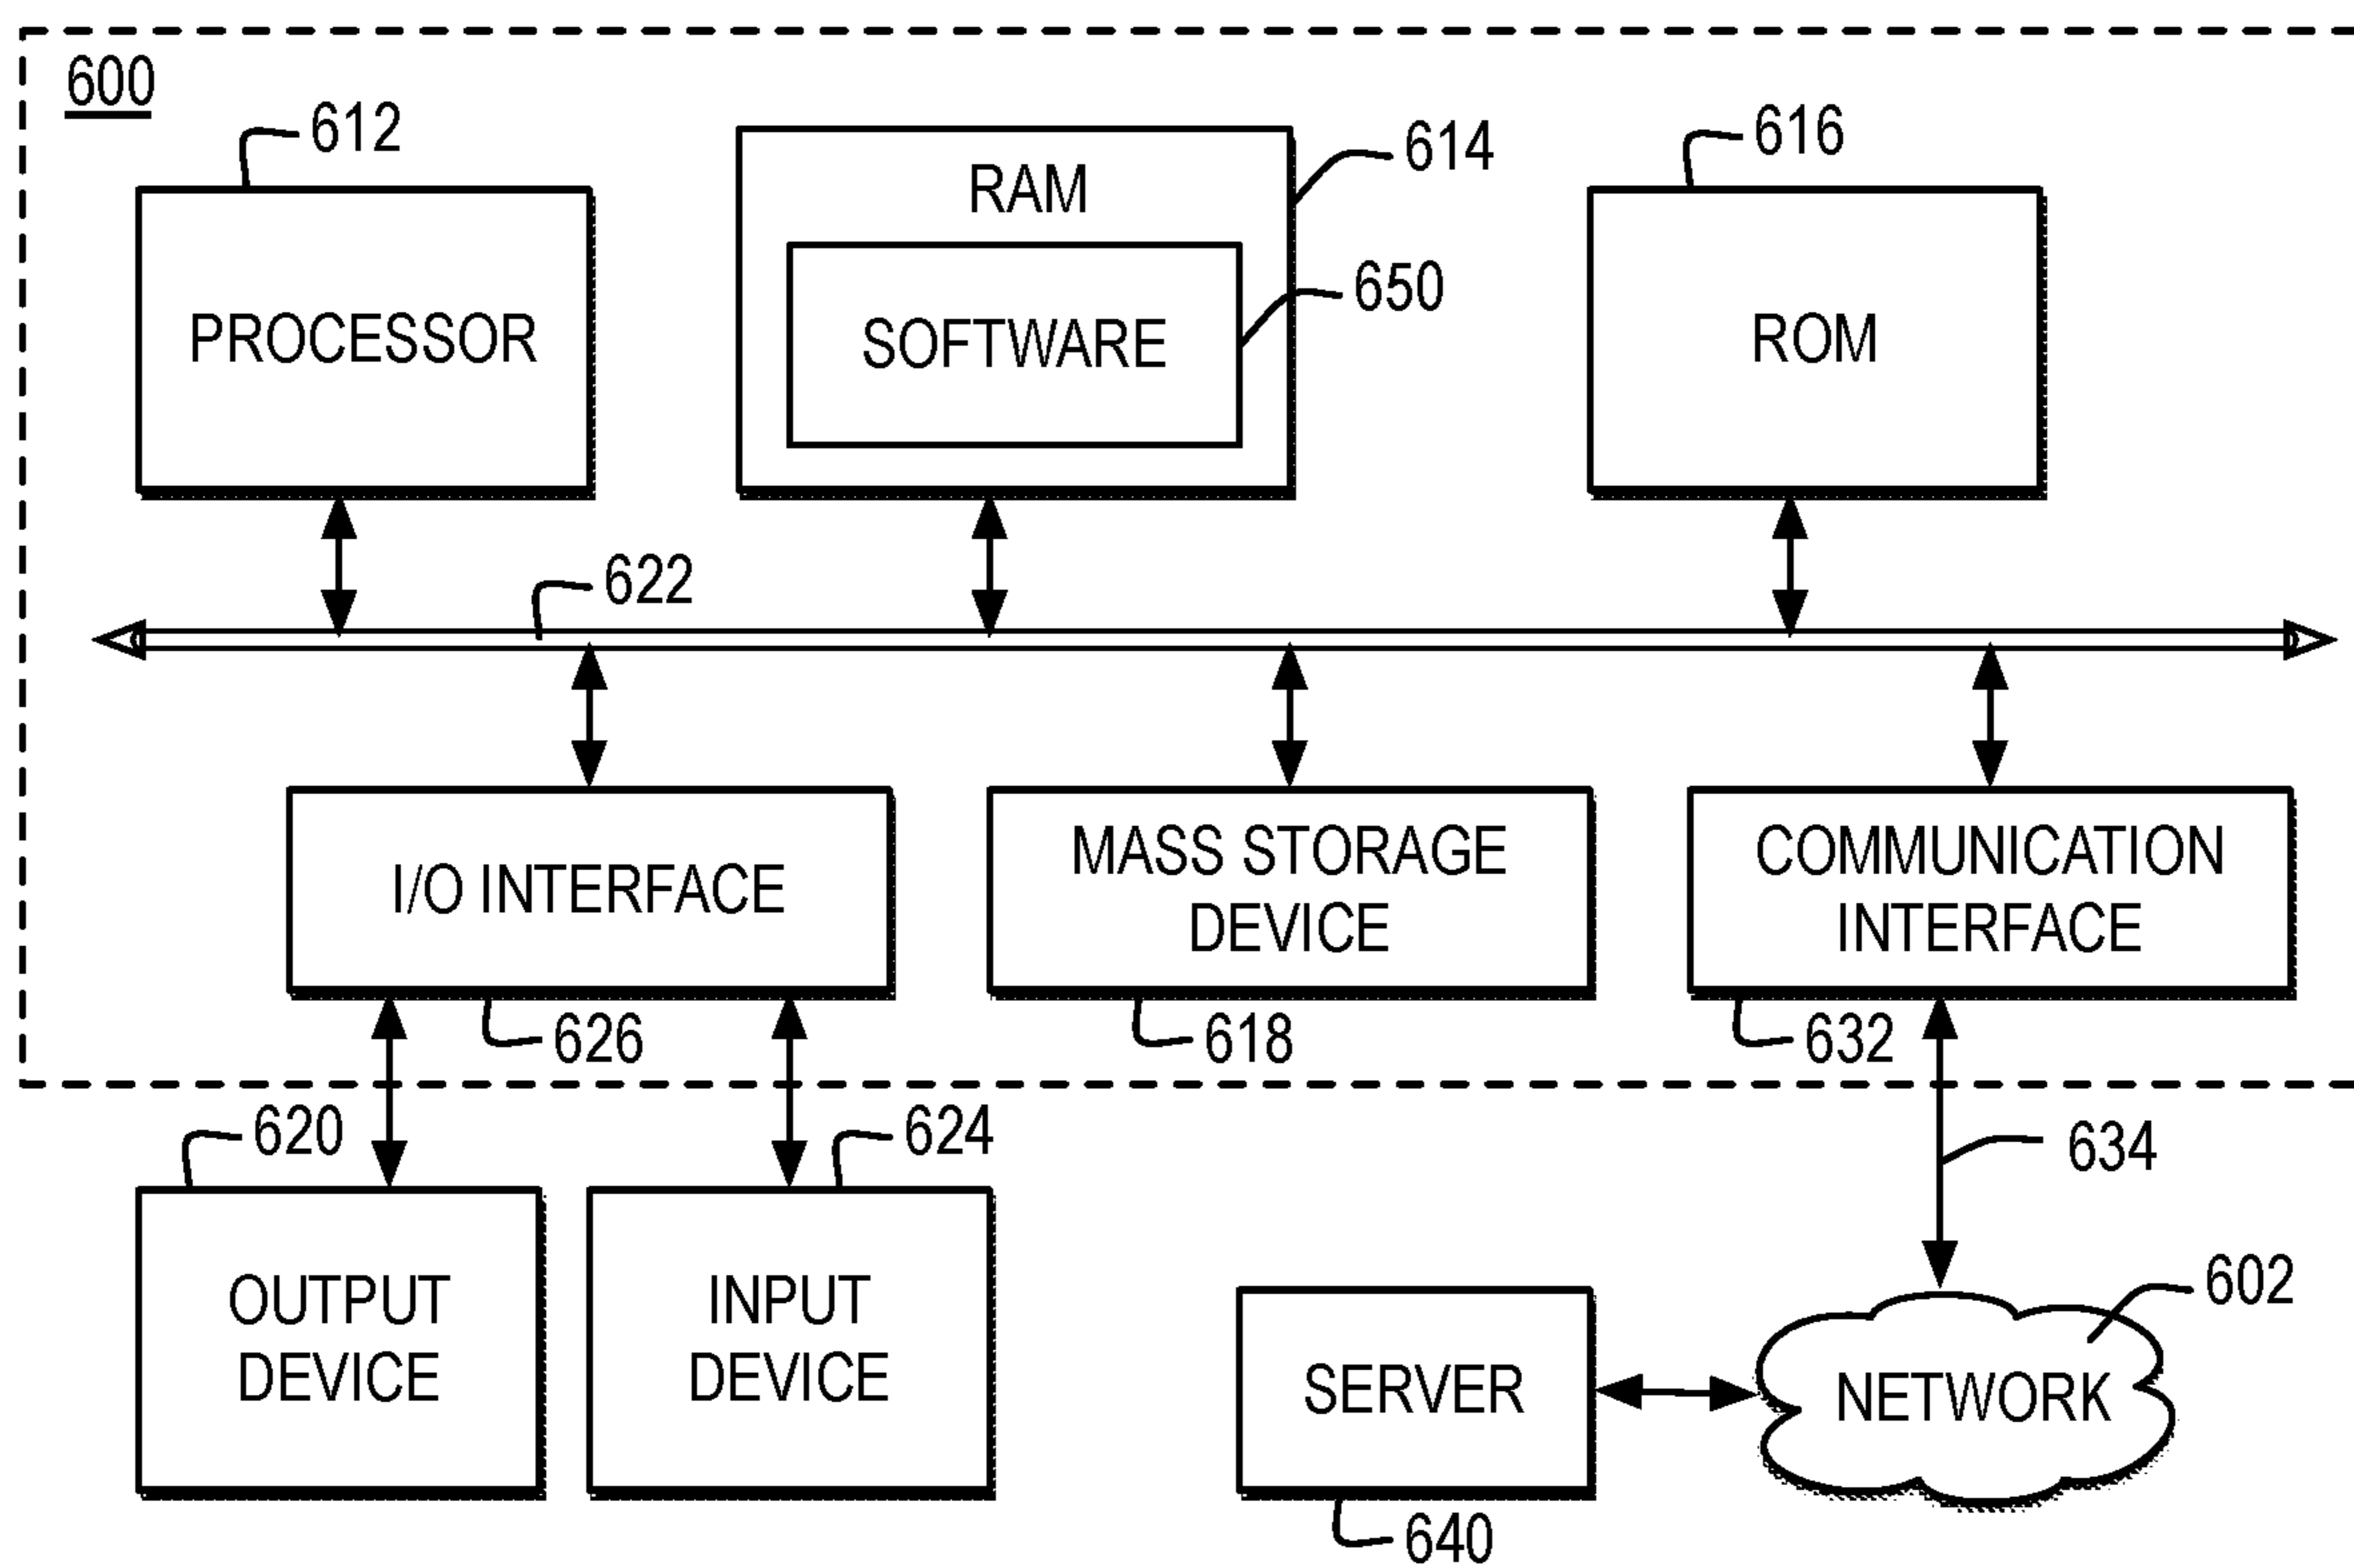 600
612
614
616
RAM
650
PROCESSOR
SOFTWARE
ROM
622
I/O INTERFACE
MASS STORAGE
DEVICE
COMMUNICATION
INTERFACE
626
618
632
620
624
634
OUTPUT
DEVICE
INPUT
DEVICE
602
SERVER
NETWORK
640